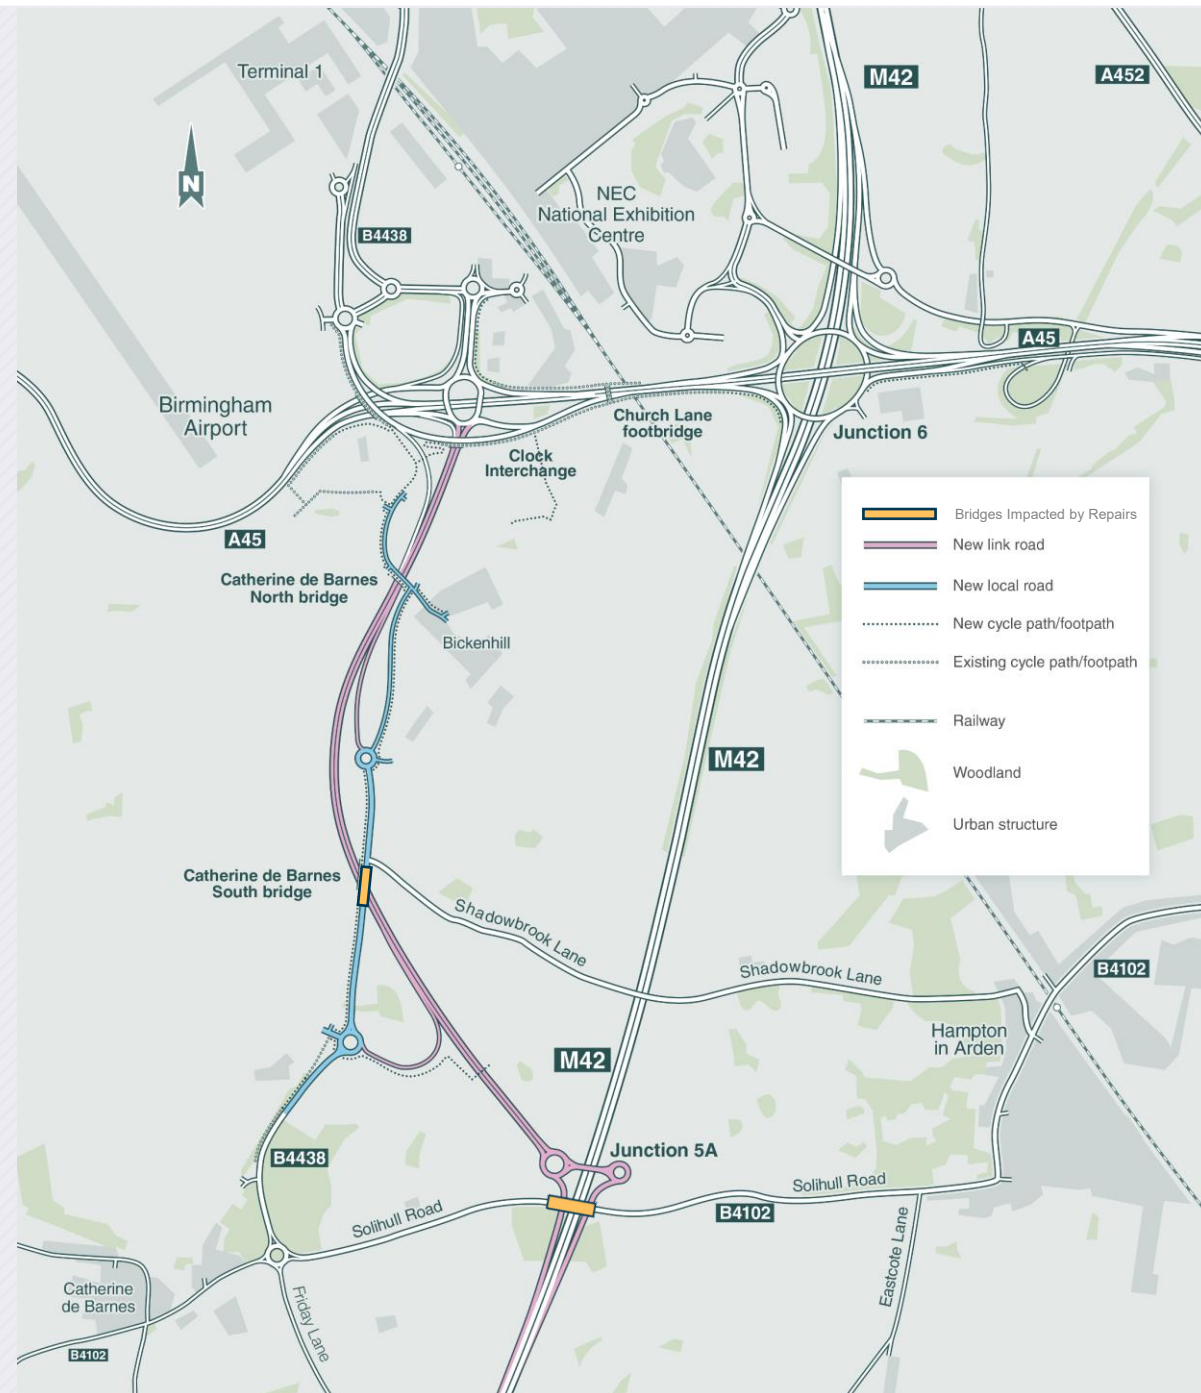 Terminal 1
M42
A452
N
NEC
National Exhibition
Centre
B4438
A45
Birmingham
Airport
Church Lane
footbridge
Junction 6
Clock
Interchange
A45
Bridges Impacted by Repairs
New link road
New local road
New cycle path/footpath
Existing cycle path/footpath
Railway
Woodland
Urban structure
Catherine de Barnes
North bridge
Bickenhill
M42
Catherine de Barnes
South bridge
Shadowbrook Lane
Shadowbrook Lane
B4102
Hampton
in Arden
M42
Junction 5A
B4438
Solihull Road
Solihull Road
B4102
Eastcote Lane
Catherine
de Barnes
Friday Lane
B4102